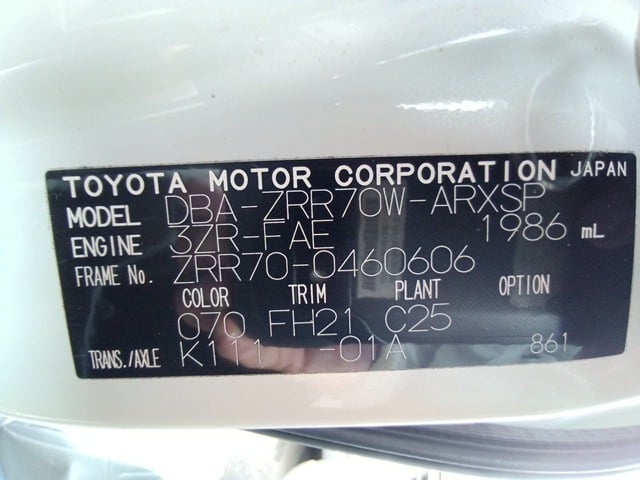 TOYOTA MOTOR CORPORATION JAPAN
MODEL DBA-ZRR70W-ARXSP
ENGINE 3ZR-FAE 1986 mL
FRAME No. ZRR70-0460606
COLOR TRIM PLANT OPTION
070 FH21 C25
TRANS./AXLE K111 -01A 861